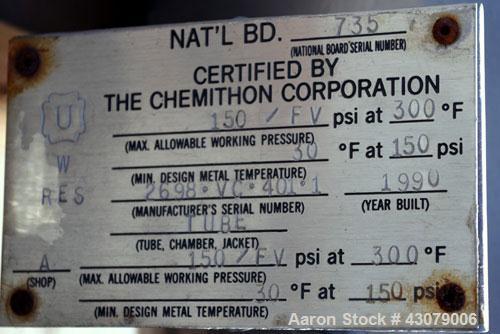 NAT'L BD. 735
(NATIONAL BOARD SERIAL NUMBER)
CERTIFIED BY
THE CHEMITHON CORPORATION
U
150 / FV psi at 300 °F
(MAX. ALLOWABLE WORKING PRESSURE)
W
30 °F at 150 psi
(MIN. DESIGN METAL TEMPERATURE)
RES
2698·VC·401·1 1990
(MANUFACTURER'S SERIAL NUMBER) (YEAR BUILT)
TUBE
(TUBE, CHAMBER, JACKET)
A 150/FV psi at 300 °F
(SHOP) (MAX. ALLOWABLE WORKING PRESSURE)
30 °F at 150 psi
(MIN. DESIGN METAL TEMPERATURE)
Aaron Stock # 43079006